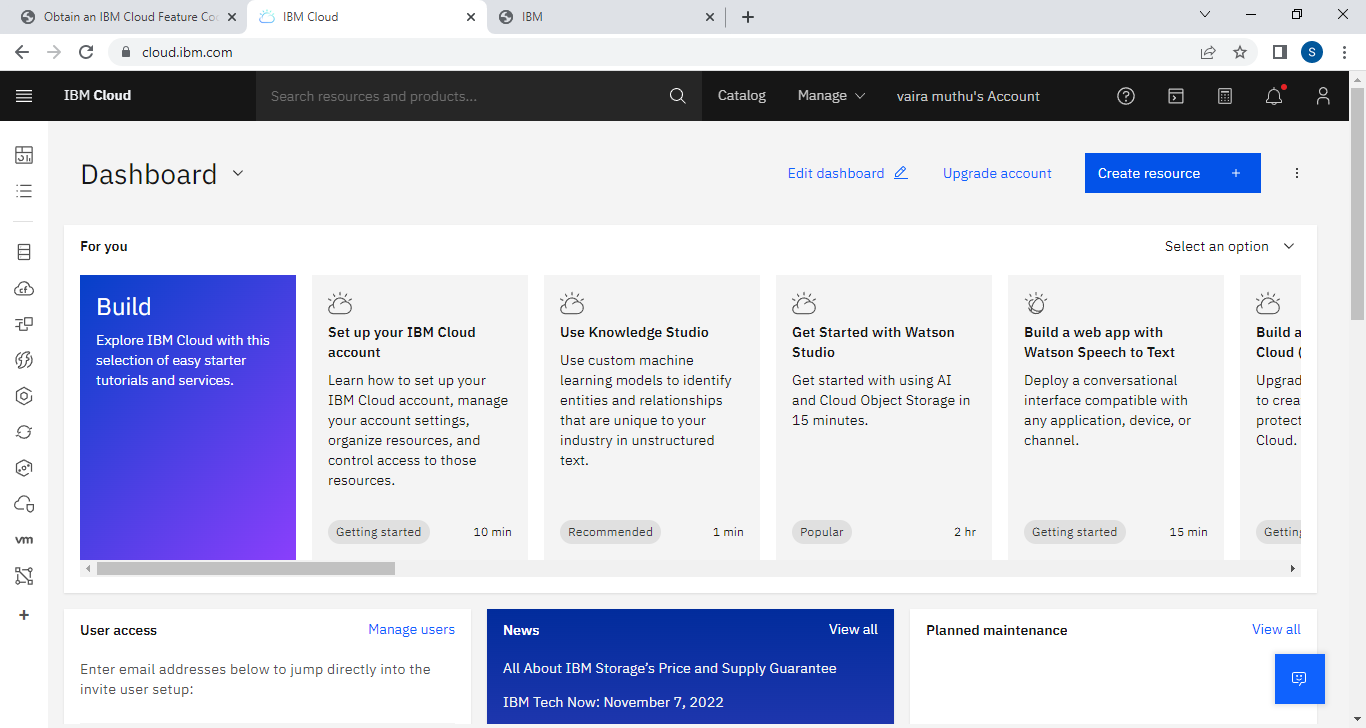 Obtain an IBM Cloud Feature Co
IBM Cloud
IBM
cloud.ibm.com
S
IBM Cloud
Search resources and products...
Catalog
Manage
vaira muthu's Account
Dashboard
Edit dashboard
Upgrade account
Create resource +
For you
Select an option
Build
Explore IBM Cloud with this
selection of easy starter
tutorials and services.
Set up your IBM Cloud
account
Learn how to set up your
IBM Cloud account, manage
your account settings,
organize resources, and
control access to those
resources.
Getting started
10 min
Use Knowledge Studio
Use custom machine
learning models to identify
entities and relationships
that are unique to your
industry in unstructured
text.
Recommended
1 min
Get Started with Watson
Studio
Get started with using AI
and Cloud Object Storage in
15 minutes.
Popular
2 hr
Build a web app with
Watson Speech to Text
Deploy a conversational
interface compatible with
any application, device, or
channel.
Getting started
15 min
Build a
Cloud (
Upgrad
to crea
protect
Cloud.
Getting
cf
vm
User access
Manage users
Enter email addresses below to jump directly into the
invite user setup:
News
View all
All About IBM Storage's Price and Supply Guarantee
IBM Tech Now: November 7, 2022
Planned maintenance
View all